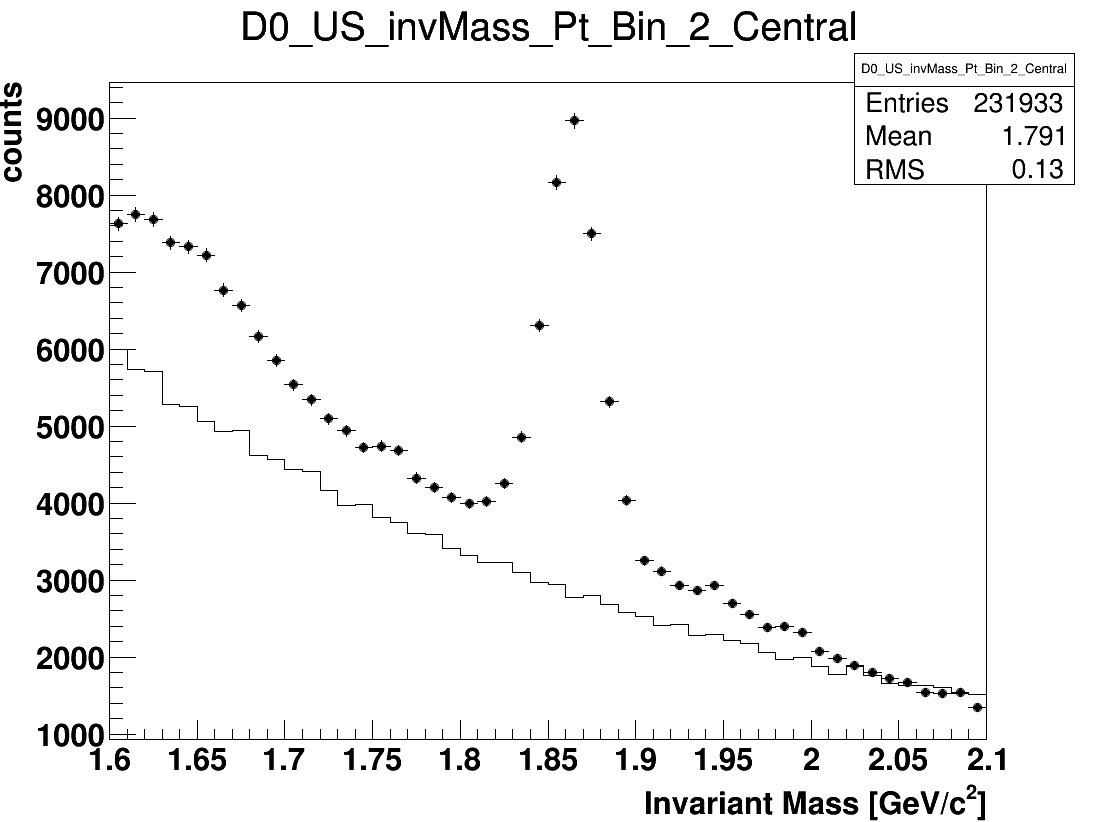 D0_US_invMass_Pt_Bin_2_Central
D0_US_invMass_Pt_Bin_2_Central
Entries 231933
Mean 1.791
RMS 0.13
counts
9000
8000
7000
6000
5000
4000
3000
2000
1000
1.6 1.65 1.7 1.75 1.8 1.85 1.9 1.95 2 2.05 2.1
Invariant Mass [GeV/c²]